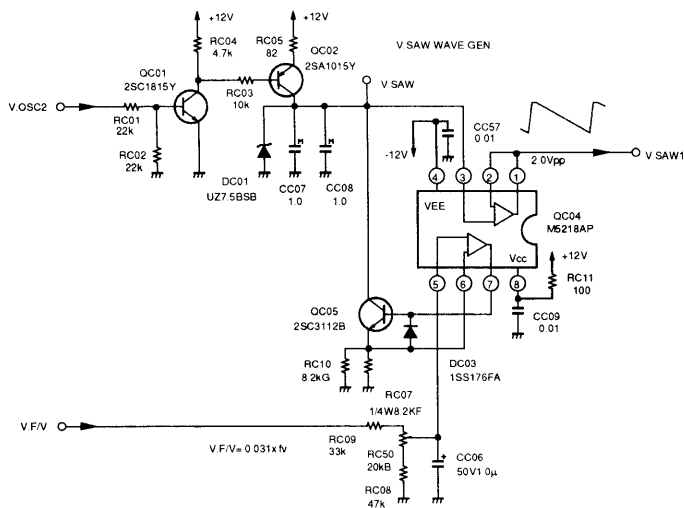 +12V
+12V
RC04
4.7k
RC05
82
QC02
2SA1015Y
V.SAW WAVE GEN.
QC01
2SC1815Y
V.SAW
V.OSC2
RC03
10k
RC01
22k
RC02
22k
M
M
CC57
0.01
-12V
2.0Vpp
V SAW1
DC01
UZ7.5BSB
CC07
1.0
CC08
1.0
4
3
2
1
VEE
QC04
M5218AP
Vcc
+12V
5
6
7
8
RC11
100
QC05
2SC3112B
CC09
0.01
RC10
8.2kG
DC03
1SS176FA
RC07
1/4W8.2KF
V.F/V
V.F/V= 0.031xfv
RC09
33k
RC50
20kB
+
CC06
50V1.0μ
RC08
47k